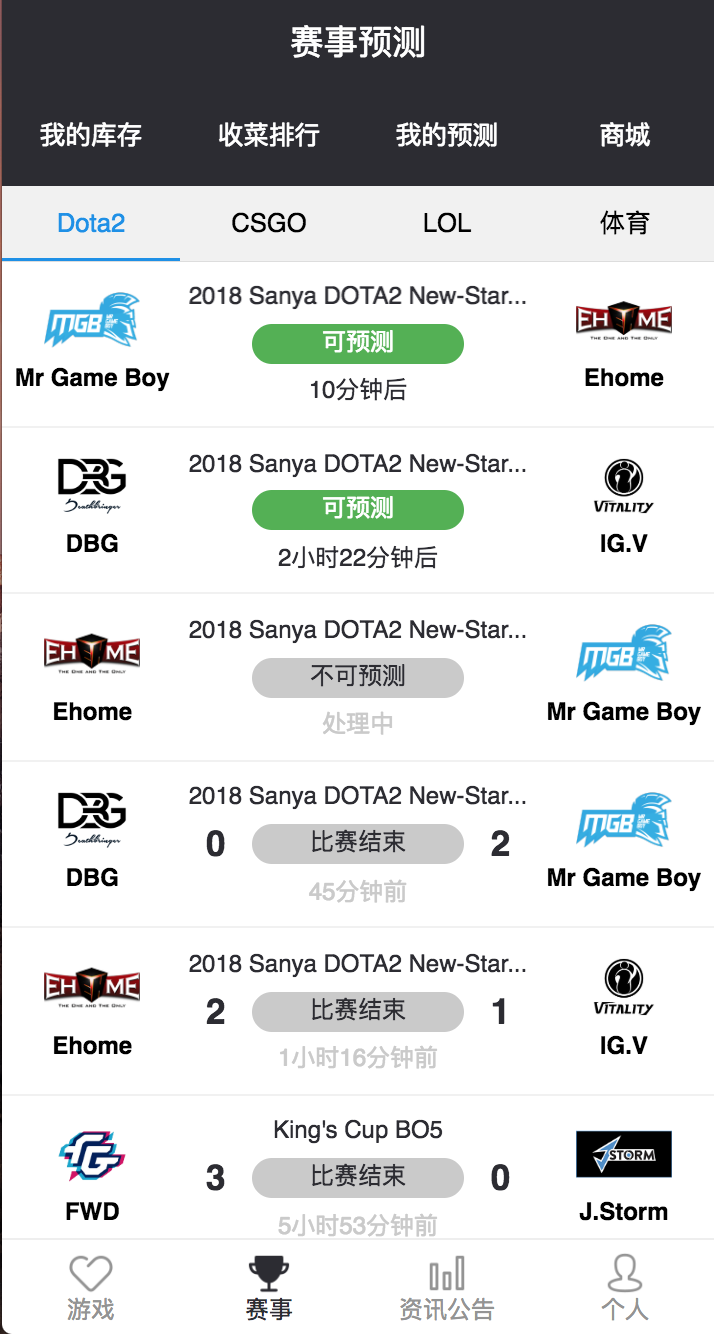 赛事预测
我的库存 收菜排行 我的预测 商城
Dota2 CSGO LOL 体育
2018 Sanya DOTA2 New-Star...
MGB
EHOME
THE ONE AND THE ONLY
可预测
Mr Game Boy
Ehome
10分钟后
2018 Sanya DOTA2 New-Star...
DBG
Deathbringer
VITALITY
可预测
DBG
IG.V
2小时22分钟后
2018 Sanya DOTA2 New-Star...
EHOME
THE ONE AND THE ONLY
MGB
不可预测
Ehome
Mr Game Boy
处理中
2018 Sanya DOTA2 New-Star...
DBG
Deathbringer
MGB
0 比赛结束 2
DBG
Mr Game Boy
45分钟前
2018 Sanya DOTA2 New-Star...
EHOME
THE ONE AND THE ONLY
VITALITY
2 比赛结束 1
Ehome
IG.V
1小时16分钟前
King's Cup BO5
J.STORM
3 比赛结束 0
FWD
J.Storm
5小时53分钟前
游戏 赛事 资讯公告 个人